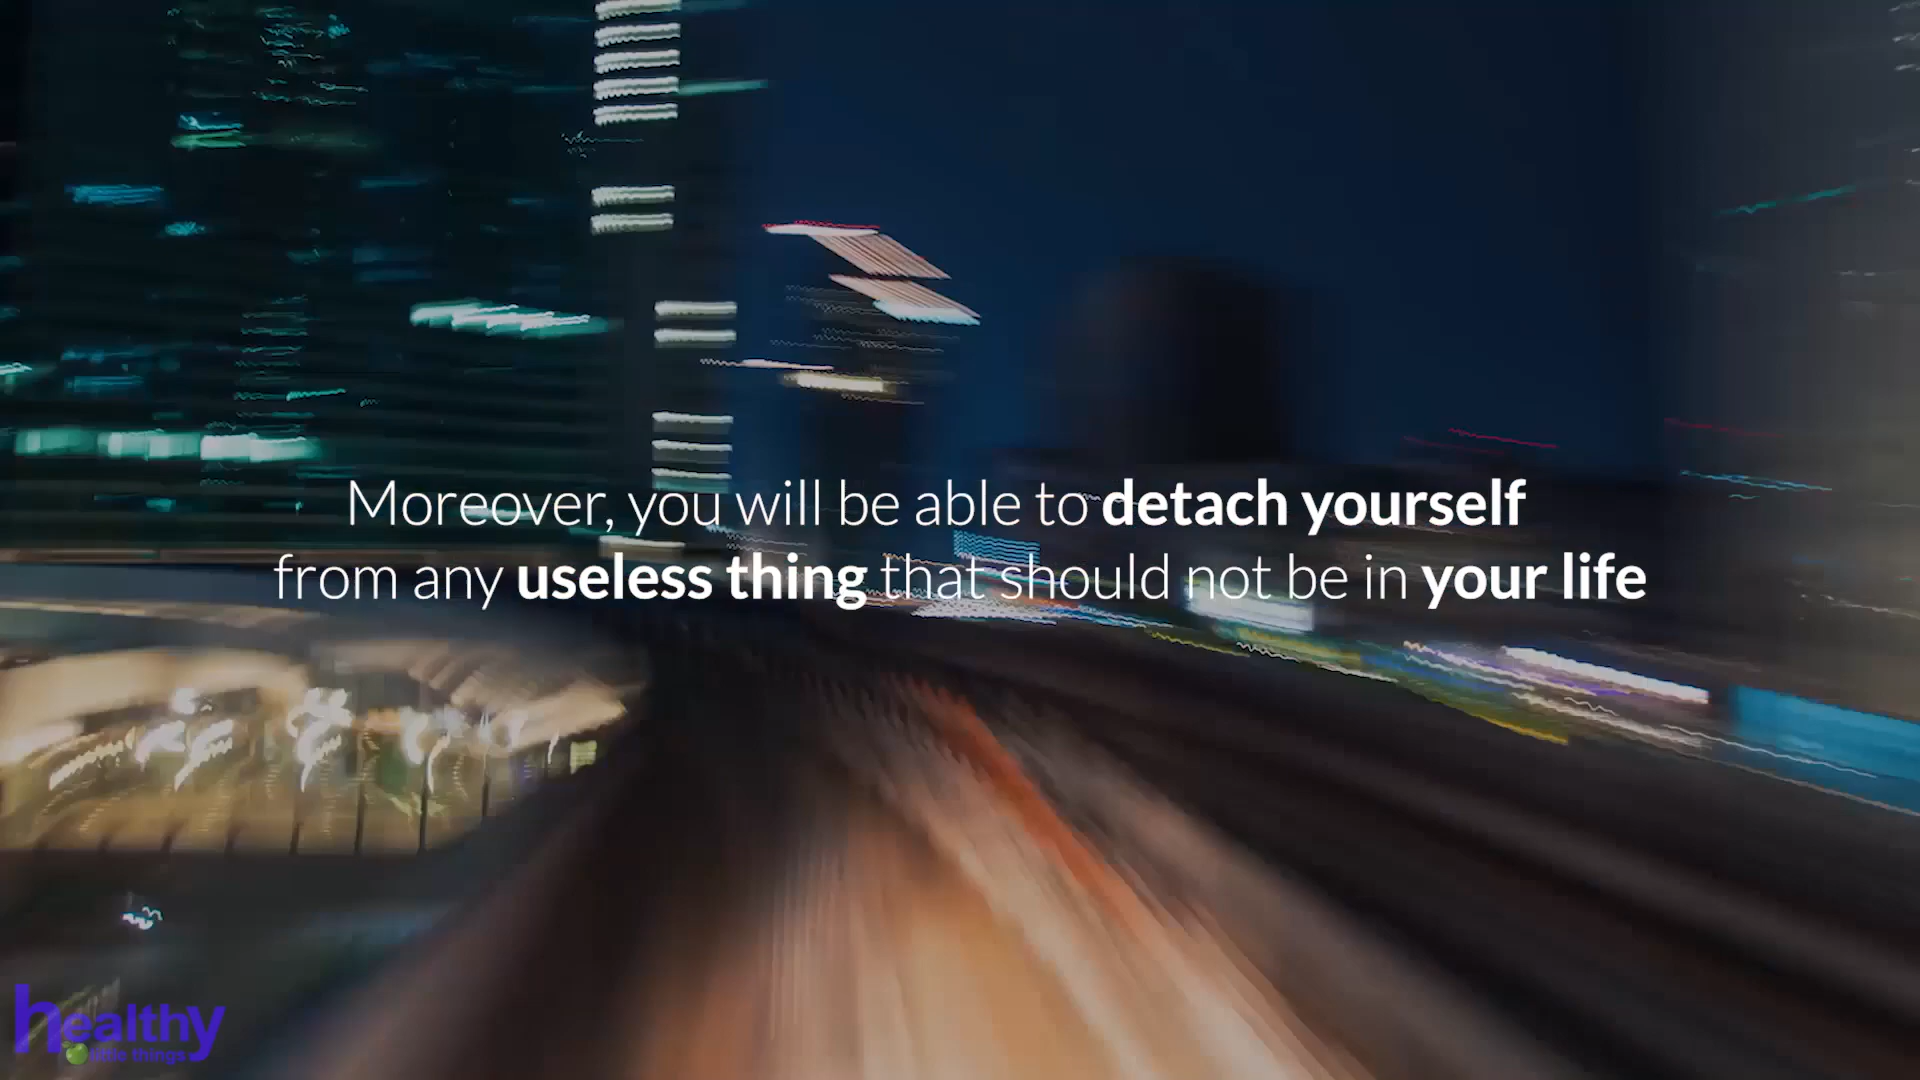 Moreover, you will be able to detach yourself
from any useless thing that should not be in your life
healthy
little things